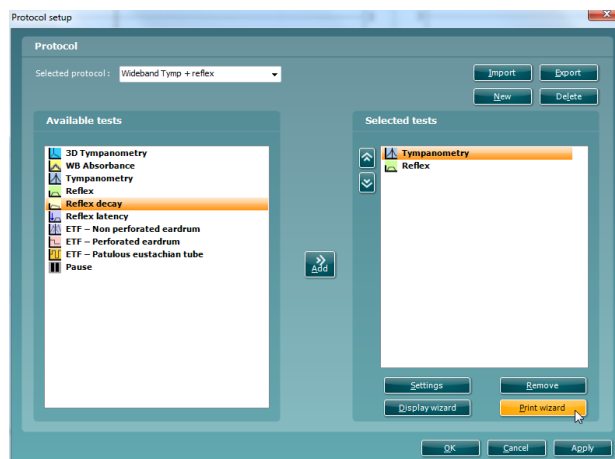 Protocol setup
Protocol
Selected protocol: Wideband Tymp + reflex
Import Export
New Delete
Available tests
3D Tympanometry
WB Absorbance
Tympanometry
Reflex
Reflex decay
Reflex latency
ETF – Non perforated eardrum
ETF – Perforated eardrum
ETF – Patulous eustachian tube
Pause
Add
Selected tests
Tympanometry
Reflex
Settings Remove
Display wizard Print wizard
OK Cancel Apply